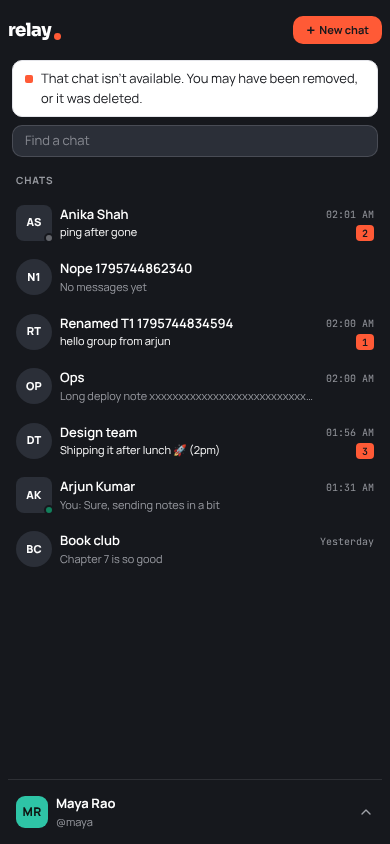 relay
+ New chat
That chat isn't available. You may have been removed,
or it was deleted.
Find a chat
CHATS
AS
Anika Shah
02:01 AM
ping after gone
2
N1
Nope 1795744862340
No messages yet
RT
Renamed T1 1795744834594
02:00 AM
hello group from arjun
1
OP
Ops
02:00 AM
Long deploy note xxxxxxxxxxxxxxxxxxxxxxxxxxx...
DT
Design team
01:56 AM
Shipping it after lunch 🚀 (2pm)
3
AK
Arjun Kumar
01:31 AM
You: Sure, sending notes in a bit
BC
Book club
Yesterday
Chapter 7 is so good
MR
Maya Rao
@maya